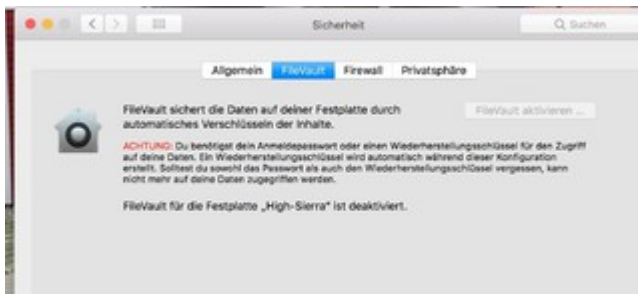 Sicherheit
Suchen
Allgemein FileVault Firewall Privatsphäre
FileVault sichert die Daten auf deiner Festplatte durch
automatisches Verschlüsseln der Inhalte.
FileVault aktivieren ...
ACHTUNG: Du benötigst dein Anmeldepasswort oder einen Wiederherstellungsschlüssel für den Zugriff
auf deine Daten. Ein Wiederherstellungsschlüssel wird automatisch während dieser Konfiguration
erstellt. Solltest du sowohl das Passwort als auch den Wiederherstellungsschlüssel vergessen, kann
nicht mehr auf deine Daten zugegriffen werden.
FileVault für die Festplatte „High-Sierra“ ist deaktiviert.